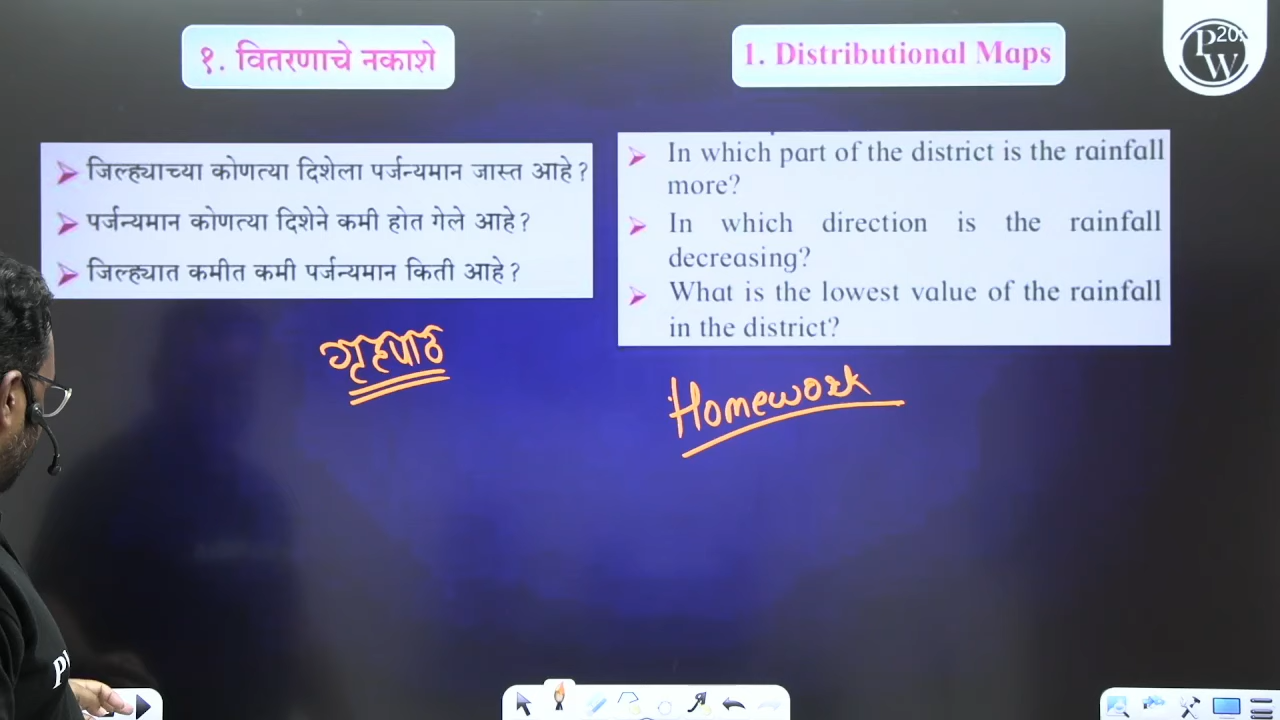 १. वितरणाचे नकाशे
1. Distributional Maps
PW
20
जिल्ह्याच्या कोणत्या दिशेला पर्जन्यमान जास्त आहे?
पर्जन्यमान कोणत्या दिशेने कमी होत गेले आहे?
जिल्ह्यात कमीत कमी पर्जन्यमान किती आहे?
In which part of the district is the rainfall
more?
In which direction is the rainfall
decreasing?
What is the lowest value of the rainfall
in the district?
गृहपाठ
Homework